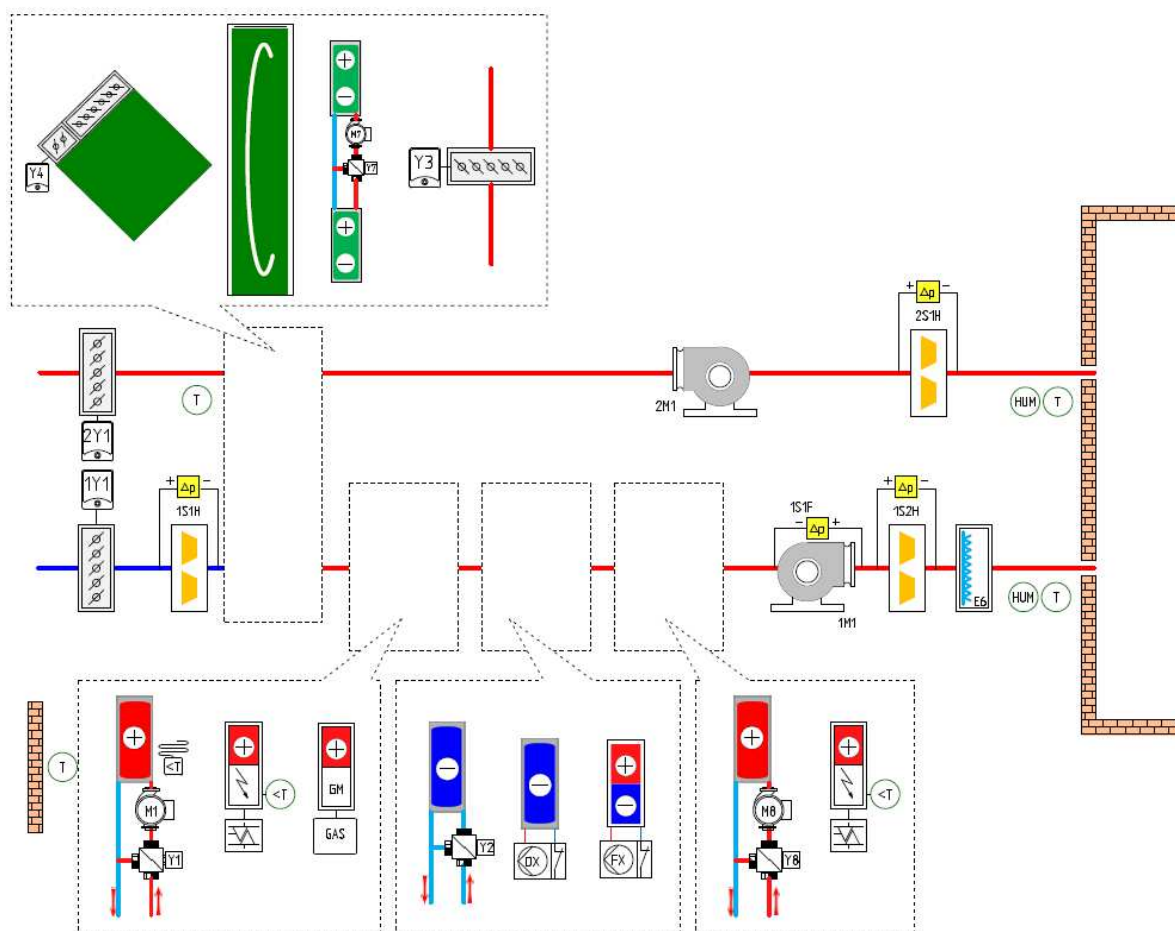 Y4
M7
Y7
Y3
+ Δp -
2S1H
2M1
T
HUM T
2Y1
1Y1
+ Δp -
1S1H
1S1F
- Δp +
+ Δp -
1S2H
1M1
E6
HUM T
T
+
<T
M1
Y1
+
<T
+
GM
GAS
-
Y2
-
DX
+
-
FX
+
M8
Y8
+
<T